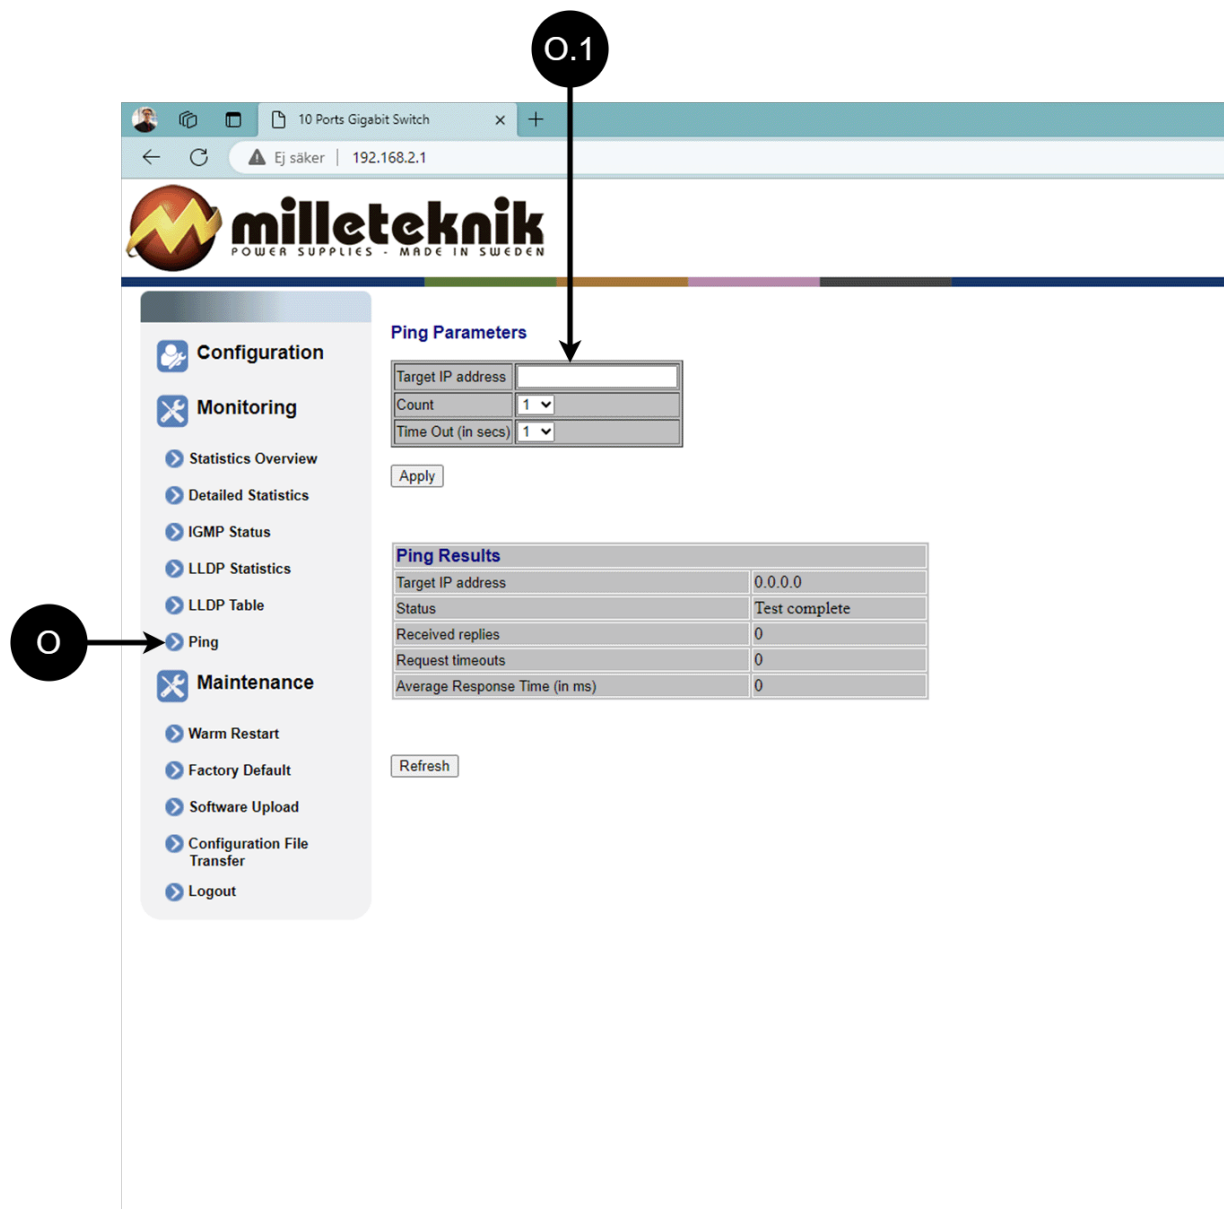 O.1
10 Ports Gigabit Switch
Ej säker | 192.168.2.1
milleteknik
POWER SUPPLIES - MADE IN SWEDEN
Configuration
Monitoring
Statistics Overview
Detailed Statistics
IGMP Status
LLDP Statistics
LLDP Table
O
Ping
Maintenance
Warm Restart
Factory Default
Software Upload
Configuration File
Transfer
Logout
Ping Parameters
Target IP address
Count 1
Time Out (in secs) 1
Apply
Ping Results
Target IP address 0.0.0.0
Status Test complete
Received replies 0
Request timeouts 0
Average Response Time (in ms) 0
Refresh